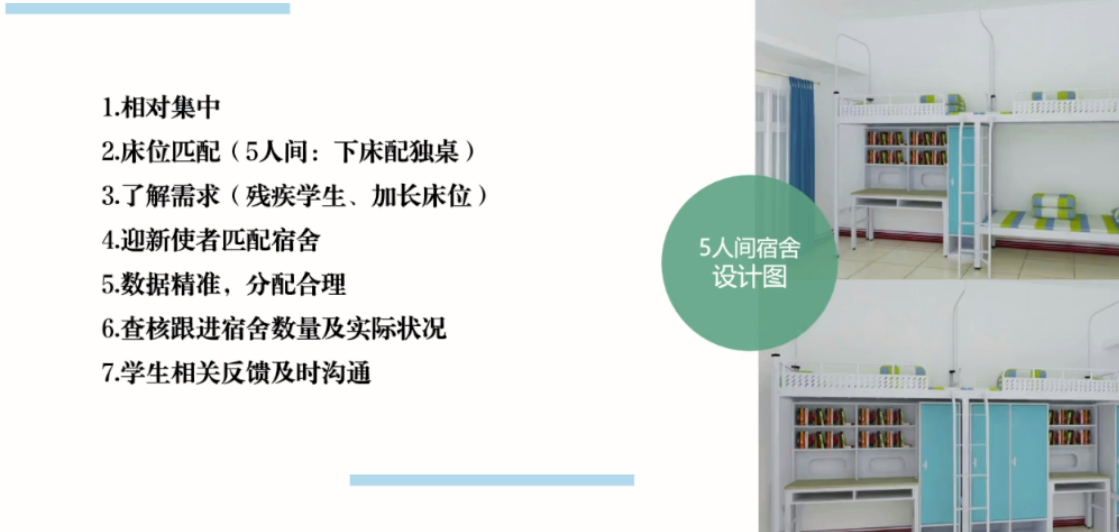 1.相对集中
2.床位匹配（5人间：下床配独桌）
3.了解需求（残疾学生、加长床位）
4.迎新使者匹配宿舍
5.数据精准，分配合理
6.查核跟进宿舍数量及实际状况
7.学生相关反馈及时沟通
5人间宿舍
设计图